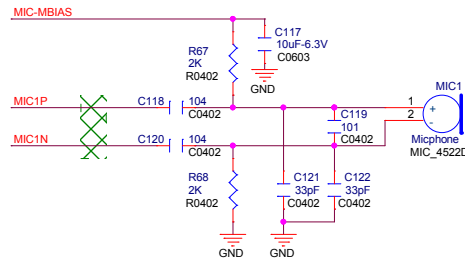 MIC-MBIAS
C117
10uF-6.3V
C0603
GND
R67
2K
R0402
MIC1P
C118
104
C0402
MIC1N
C120
104
C0402
C119
101
C0402
1
2
MIC1
+
-
Micphone
MIC_4522D
R68
2K
R0402
C121
33pF
C0402
C122
33pF
C0402
GND
GND